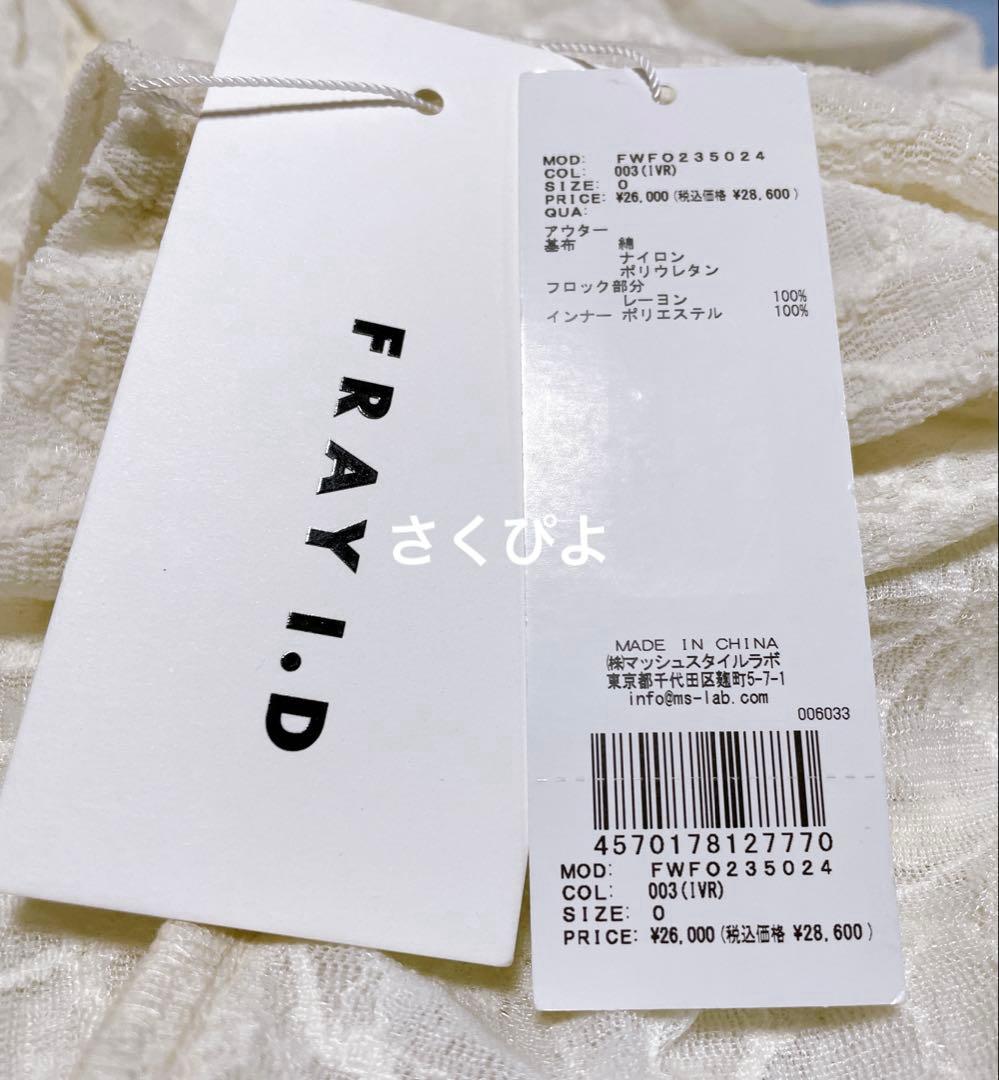 FRAY I.D
さくぴよ
MOD: FWFO235024
COL: 003(IVR)
SIZE: 0
PRICE: ¥26,000 (税込価格 ¥28,600)
QUA:
アウター
基布 綿
ナイロン
ポリウレタン
フロック部分
レーヨン 100%
インナー ポリエステル 100%
MADE IN CHINA
㈱マッシュスタイルラボ
東京都千代田区麹町5-7-1
info@ms-lab.com
006033
4570178127770
MOD: FWFO235024
COL: 003(IVR)
SIZE: 0
PRICE: ¥26,000 (税込価格 ¥28,600)